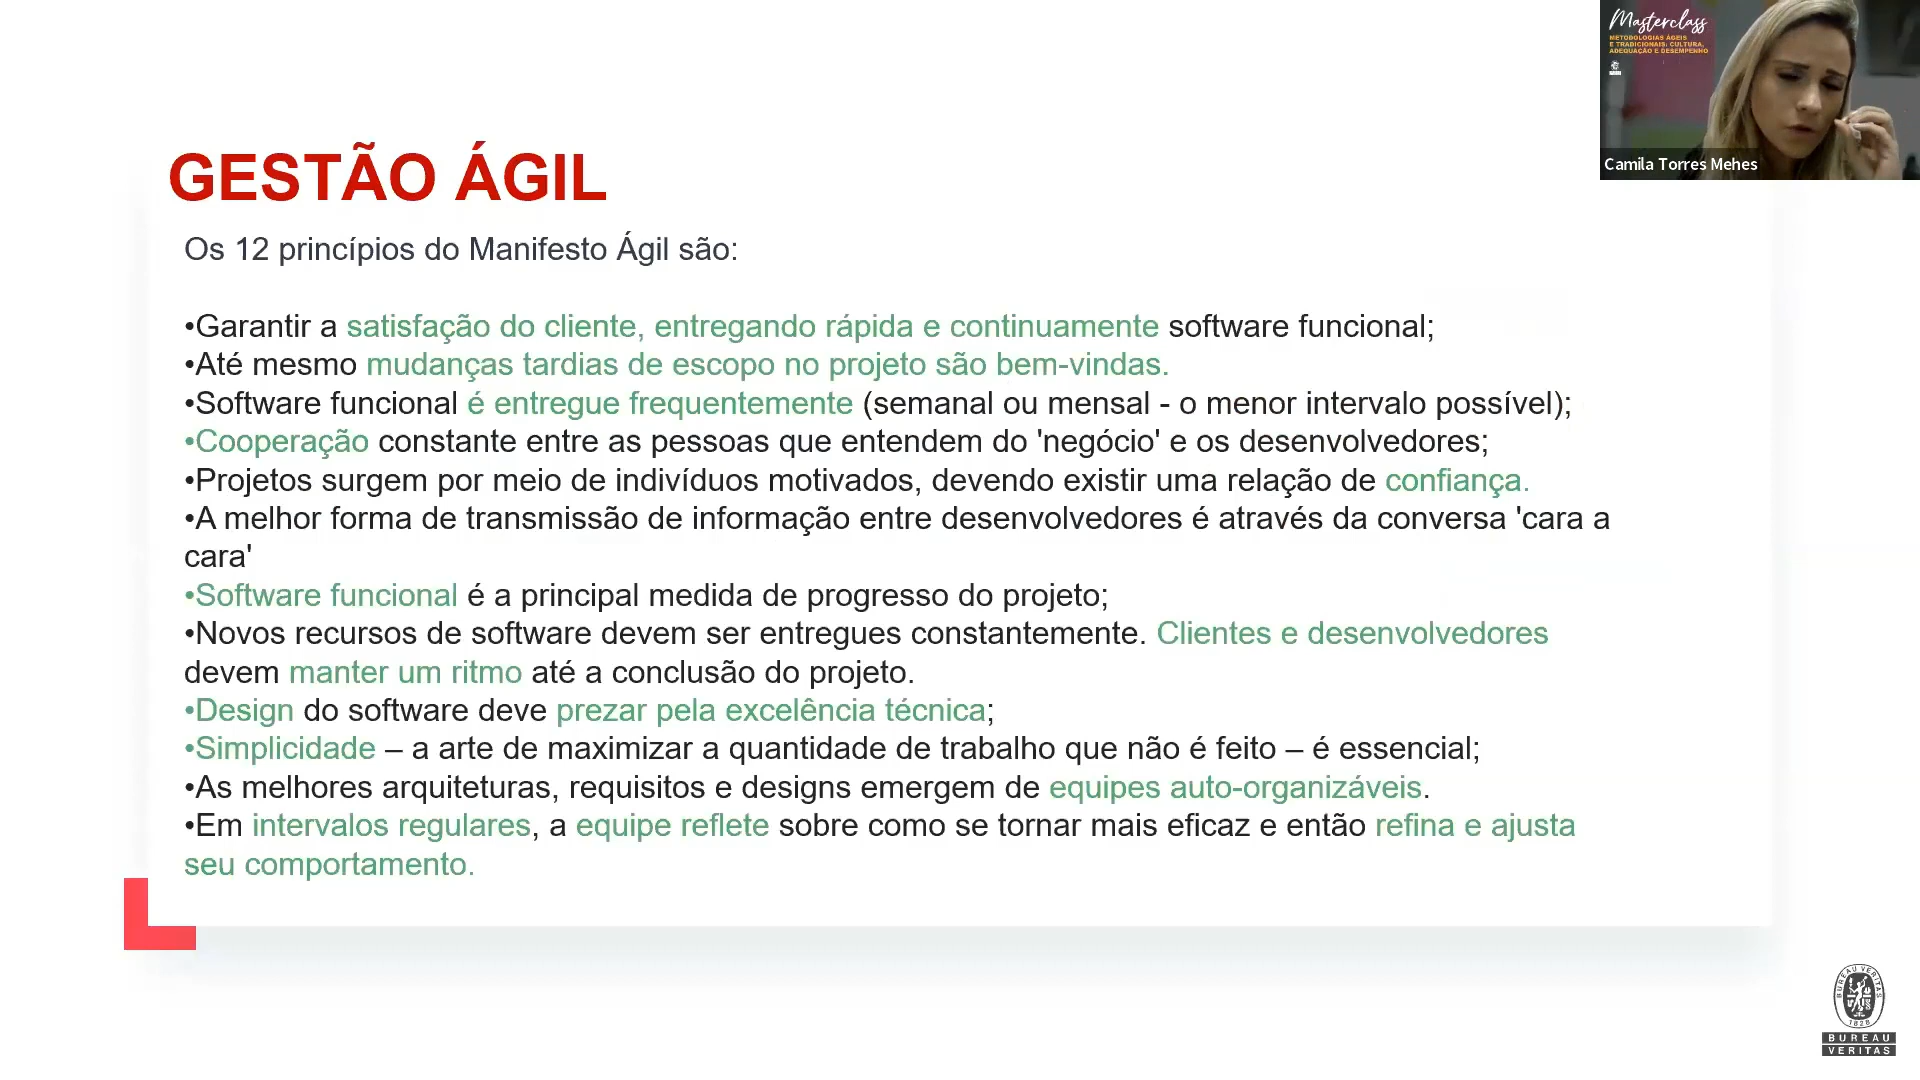 Masterclass
METODOLOGIAS ÁGEIS
E TRADICIONAIS: CULTURA,
ADEQUAÇÃO E DESEMPENHO
Camila Torres Mehes
GESTÃO ÁGIL
Os 12 princípios do Manifesto Ágil são:
•Garantir a satisfação do cliente, entregando rápida e continuamente software funcional;
•Até mesmo mudanças tardias de escopo no projeto são bem-vindas.
•Software funcional é entregue frequentemente (semanal ou mensal - o menor intervalo possível);
•Cooperação constante entre as pessoas que entendem do 'negócio' e os desenvolvedores;
•Projetos surgem por meio de indivíduos motivados, devendo existir uma relação de confiança.
•A melhor forma de transmissão de informação entre desenvolvedores é através da conversa 'cara a
cara'
•Software funcional é a principal medida de progresso do projeto;
•Novos recursos de software devem ser entregues constantemente. Clientes e desenvolvedores
devem manter um ritmo até a conclusão do projeto.
•Design do software deve prezar pela excelência técnica;
•Simplicidade – a arte de maximizar a quantidade de trabalho que não é feito – é essencial;
•As melhores arquiteturas, requisitos e designs emergem de equipes auto-organizáveis.
•Em intervalos regulares, a equipe reflete sobre como se tornar mais eficaz e então refina e ajusta
seu comportamento.
BUREAU VERITAS
1828
BUREAU
VERITAS